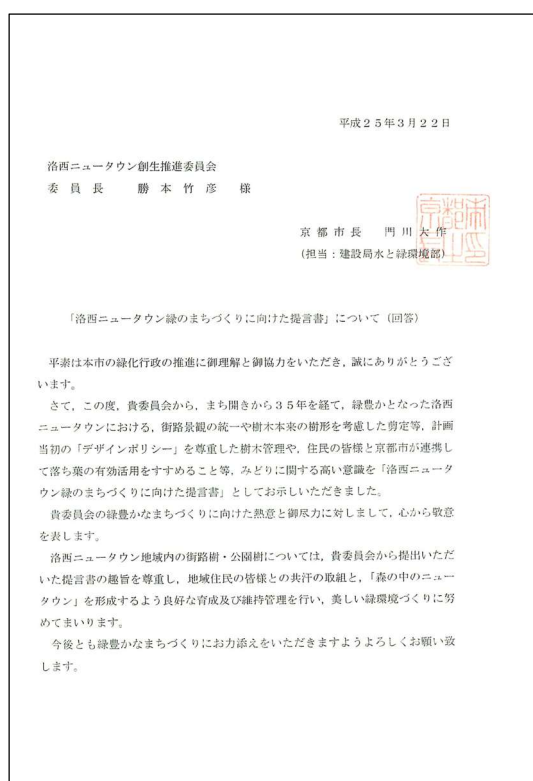 平成２５年３月２２日
洛西ニュータウン創生推進委員会
委員長　勝本竹彦　様
京都市長　門川大作
(担当：建設局水と緑環境部)
「洛西ニュータウン緑のまちづくりに向けた提言書」について（回答）
平素は本市の緑化行政の推進に御理解と御協力をいただき，誠にありがとうござ
います。
さて，この度，貴委員会から，まち開きから３５年を経て，緑豊かとなった洛西
ニュータウンにおける，街路景観の統一や樹木本来の樹形を考慮した剪定等，計画
当初の「デザインポリシー」を尊重した樹木管理や，住民の皆様と京都市が連携し
て落ち葉の有効活用をすすめること等，みどりに関する高い意識を「洛西ニュータ
ウン緑のまちづくりに向けた提言書」としてお示しいただきました。
貴委員会の緑豊かなまちづくりに向けた熱意と御尽力に対しまして，心から敬意
を表します。
洛西ニュータウン地域内の街路樹・公園樹については，貴委員会から提出いただ
いた提言書の趣旨を尊重し，地域住民の皆様との共汗の取組と，「森の中のニュー
タウン」を形成するよう良好な育成及び維持管理を行い，美しい緑環境づくりに努
めてまいります。
今後とも緑豊かなまちづくりにお力添えをいただきますようよろしくお願い致
します。